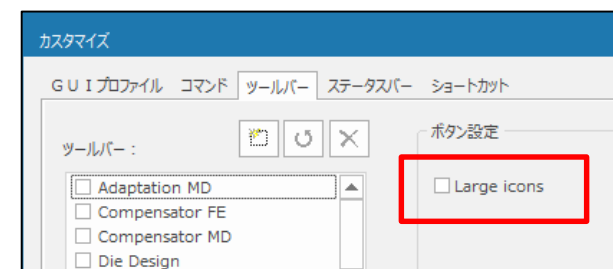 カスタマイズ
ＧＵＩプロファイル コマンド ツールバー ステータスバー ショートカット
ツールバー：
ボタン設定
Adaptation MD
Large icons
Compensator FE
Compensator MD
Die Design